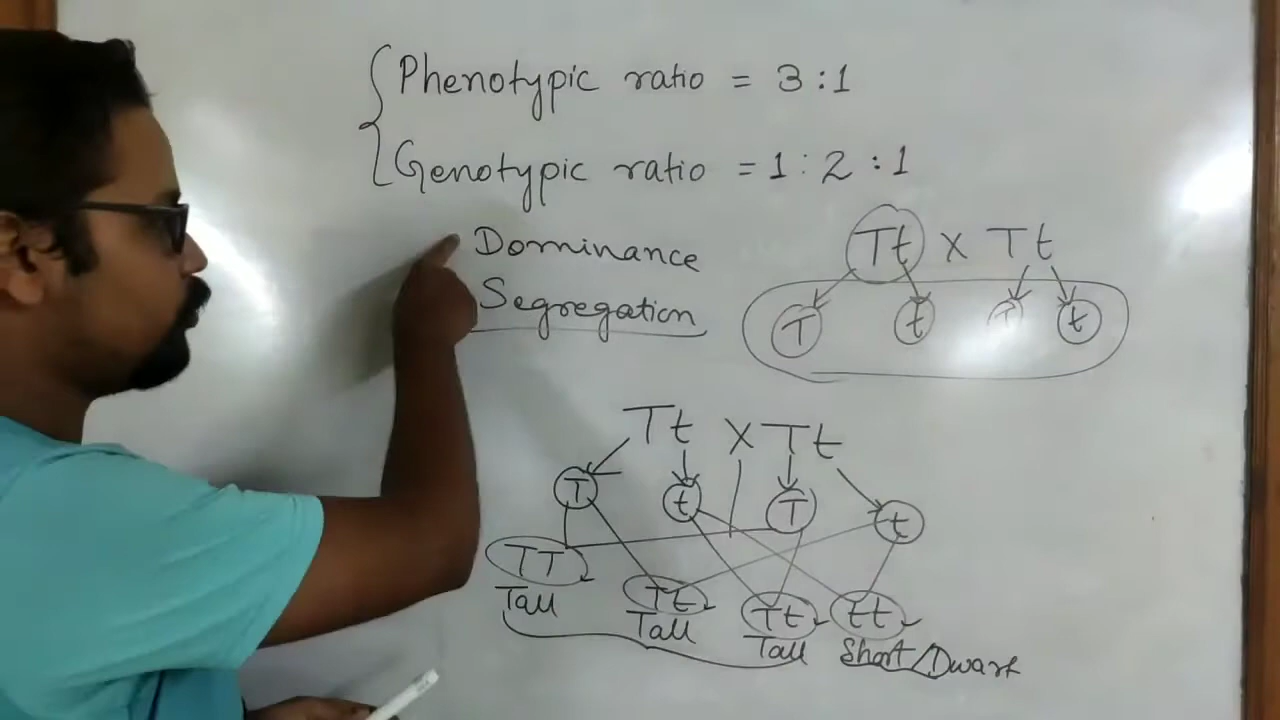 Phenotypic ratio = 3:1
Genotypic ratio = 1:2:1
Dominance
Segregation
Tt x Tt
T t T t
Tt x Tt
T t T t
TT Tt Tt tt
Tall Tall Tall Short/Dwarf